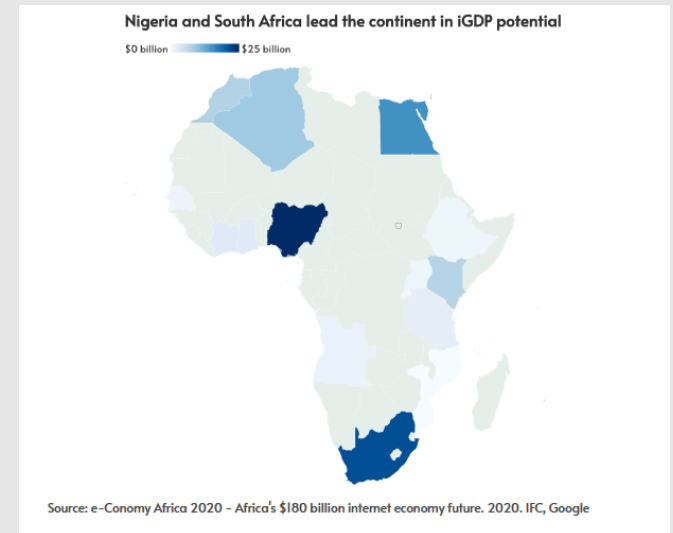 Nigeria and South Africa lead the continent in iGDP potential
$0 billion $25 billion
Source: e-Conomy Africa 2020 - Africa's $180 billion internet economy future. 2020. IFC, Google